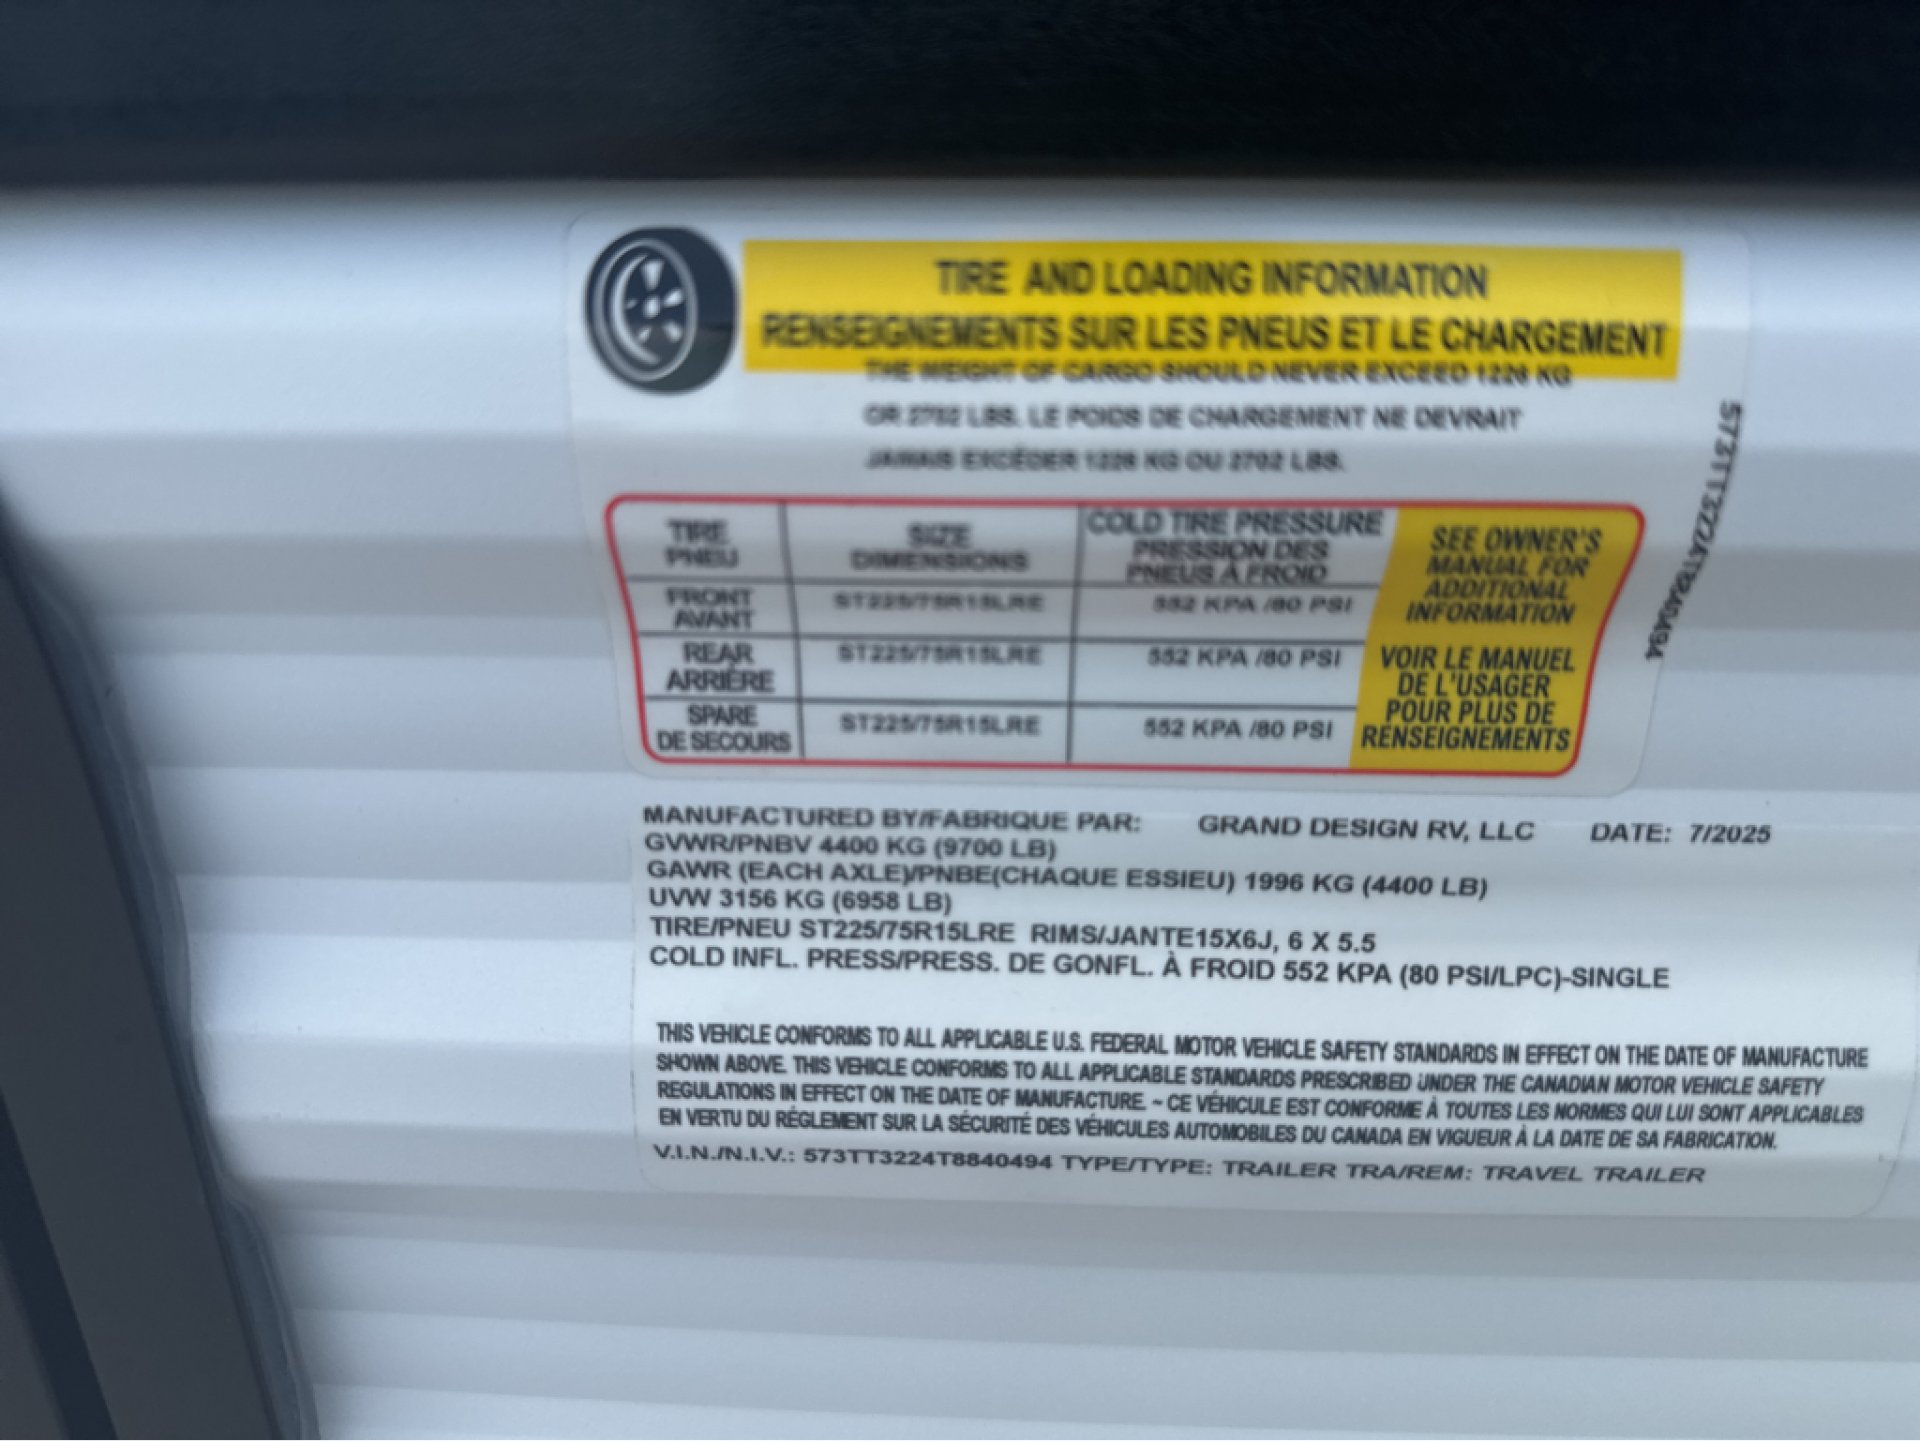 TIRE AND LOADING INFORMATION
RENSEIGNEMENTS SUR LES PNEUS ET LE CHARGEMENT
THE WEIGHT OF CARGO SHOULD NEVER EXCEED 1226 KG
OR 2702 LBS. LE POIDS DE CHARGEMENT NE DEVRAIT
JAMAIS EXCÉDER 1226 KG OU 2702 LBS.
TIRE
PNEU
SIZE
DIMENSIONS
COLD TIRE PRESSURE
PRESSION DES
PNEUS À FROID
FRONT
AVANT
ST225/75R15LRE
552 KPA /80 PSI
REAR
ARRIÈRE
ST225/75R15LRE
552 KPA /80 PSI
SPARE
DE SECOURS
ST225/75R15LRE
552 KPA /80 PSI
SEE OWNER'S
MANUAL FOR
ADDITIONAL
INFORMATION
VOIR LE MANUEL
DE L'USAGER
POUR PLUS DE
RENSEIGNEMENTS
MANUFACTURED BY/FABRIQUE PAR: GRAND DESIGN RV, LLC DATE: 7/2025
GVWR/PNBV 4400 KG (9700 LB)
GAWR (EACH AXLE)/PNBE(CHAQUE ESSIEU) 1996 KG (4400 LB)
UVW 3156 KG (6958 LB)
TIRE/PNEU ST225/75R15LRE RIMS/JANTE15X6J, 6 X 5.5
COLD INFL. PRESS/PRESS. DE GONFL. À FROID 552 KPA (80 PSI/LPC)-SINGLE
THIS VEHICLE CONFORMS TO ALL APPLICABLE U.S. FEDERAL MOTOR VEHICLE SAFETY STANDARDS IN EFFECT ON THE DATE OF MANUFACTURE
SHOWN ABOVE. THIS VEHICLE CONFORMS TO ALL APPLICABLE STANDARDS PRESCRIBED UNDER THE CANADIAN MOTOR VEHICLE SAFETY
REGULATIONS IN EFFECT ON THE DATE OF MANUFACTURE. ~ CE VÉHICULE EST CONFORME À TOUTES LES NORMES QUI LUI SONT APPLICABLES
EN VERTU DU RÉGLEMENT SUR LA SÉCURITÉ DES VÉHICULES AUTOMOBILES DU CANADA EN VIGUEUR À LA DATE DE SA FABRICATION.
V.I.N./N.I.V.: 573TT3224T8840494 TYPE/TYPE: TRAILER TRA/REM: TRAVEL TRAILER